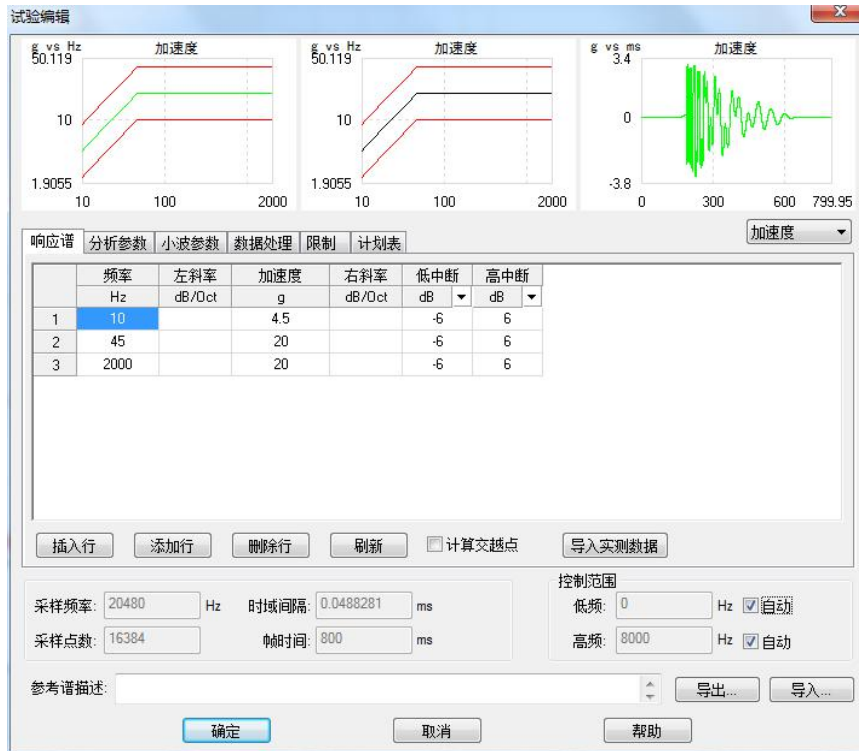 试验编辑
g vs Hz 加速度
50.119
10
1.9055
10 100 2000
g vs Hz 加速度
50.119
10
1.9055
10 100 2000
g vs ms 加速度
3.4
0
-3.8
0 300 600 799.95
加速度
响应谱 分析参数 小波参数 数据处理 限制 计划表
频率 左斜率 加速度 右斜率 低中断 高中断
Hz dB/Oct g dB/Oct dB dB
1 10 4.5 -6 6
2 45 20 -6 6
3 2000 20 -6 6
插入行 添加行 删除行 刷新 计算交越点 导入实测数据
采样频率: 20480 Hz 时域间隔: 0.0488281 ms
采样点数: 16384 帧时间: 800 ms
控制范围
低频: 0 Hz 自动
高频: 8000 Hz 自动
参考谱描述: 导出... 导入...
确定 取消 帮助